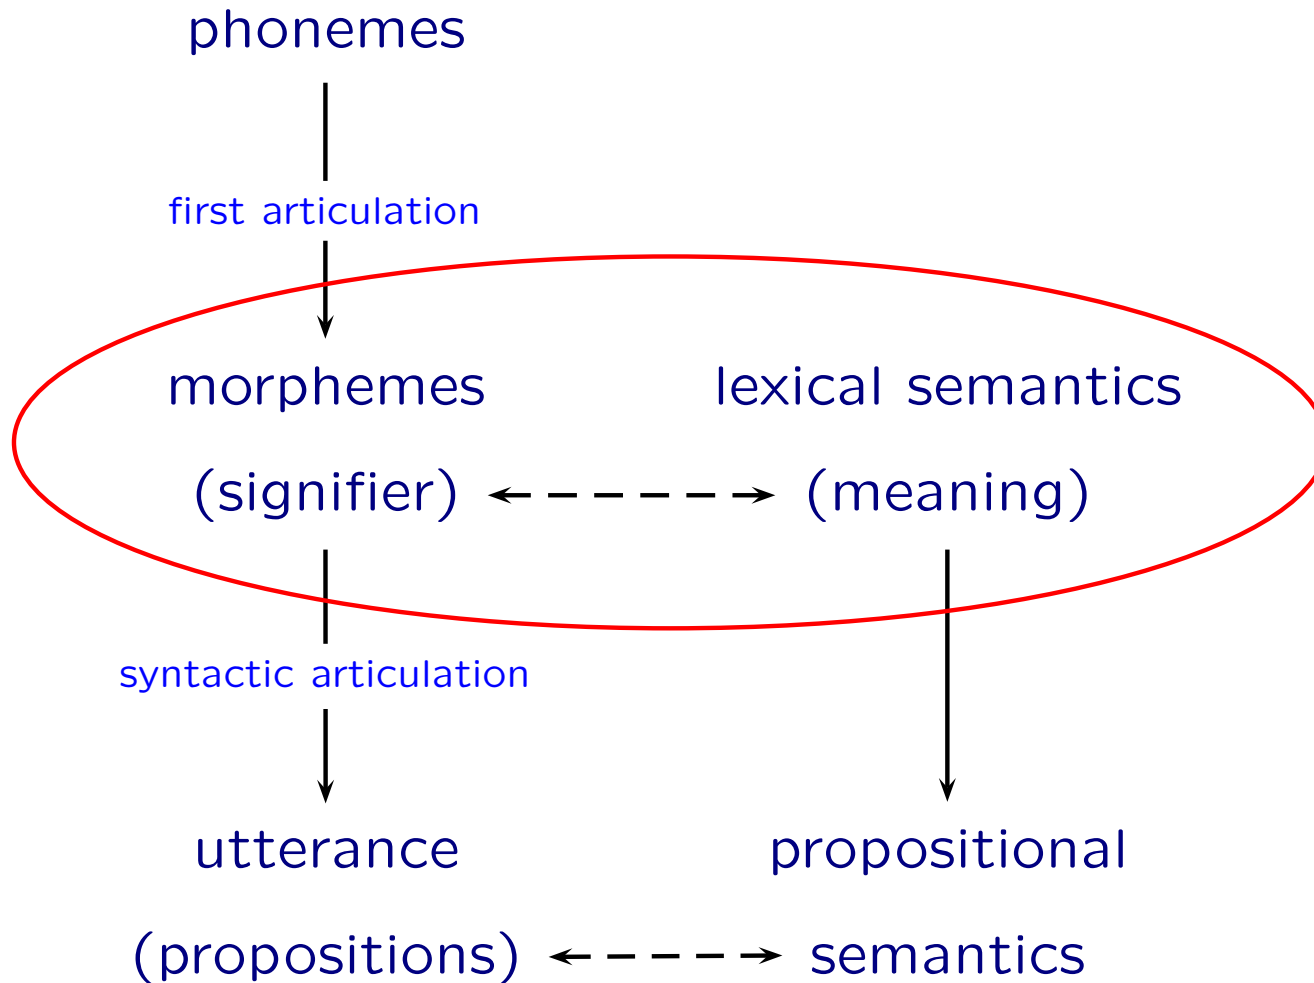 phonemes
first articulation
morphemes lexical semantics
(signifier) (meaning)
syntactic articulation
utterance propositional
(propositions) semantics